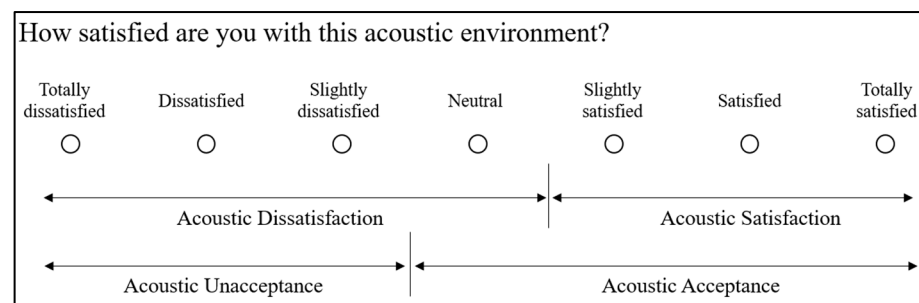 How satisfied are you with this acoustic environment?
Totally
dissatisfied
Dissatisfied
Slightly
dissatisfied
Neutral
Slightly
satisfied
Satisfied
Totally
satisfied
Acoustic Dissatisfaction
Acoustic Satisfaction
Acoustic Unacceptance
Acoustic Acceptance